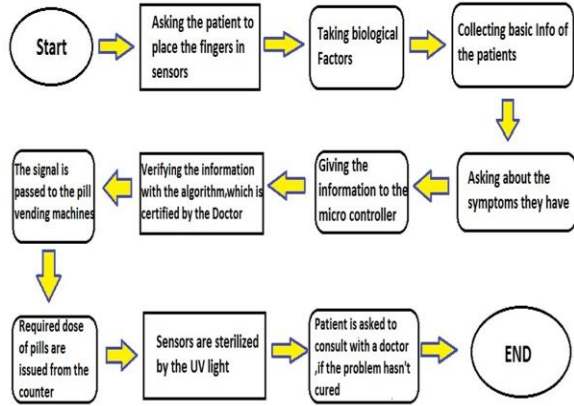 Start
Asking the patient to
place the fingers in
sensors
Taking biological
Factors
Collecting basic Info of
the patients
Asking about the
symptoms they have
Giving the
information to the
micro controller
Verifying the information
with the algorithm,which is
certified by the Doctor
The signal is
passed to the pill
vending machines
Required dose
of pills are
issued from the
counter
Sensors are sterilized
by the UV light
Patient is asked to
consult with a doctor
,if the problem hasn't
cured
END